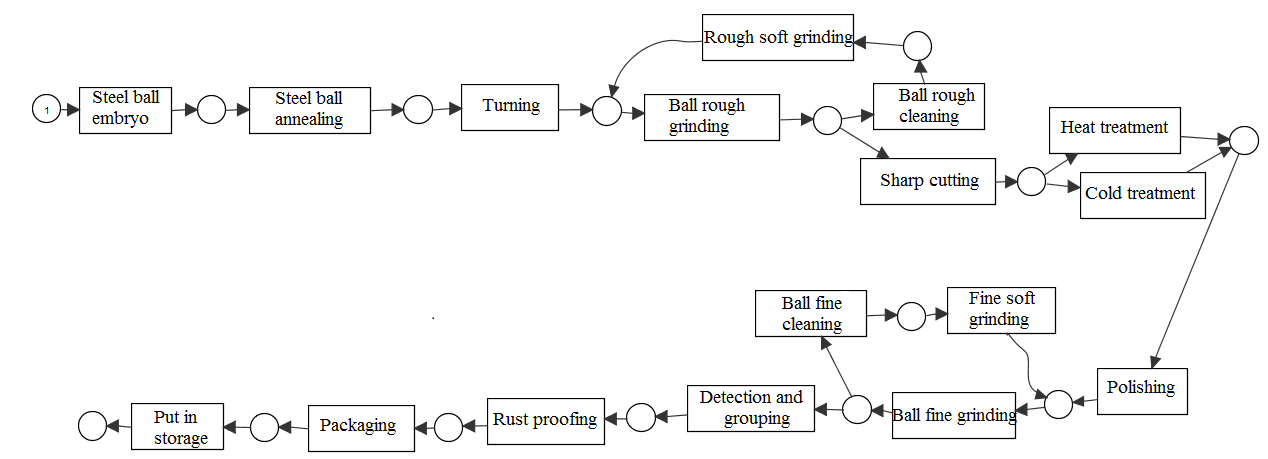 Rough soft grinding
1
Steel ball
embryo
Steel ball
annealing
Turning
Ball rough
grinding
Ball rough
cleaning
Heat treatment
Sharp cutting
Cold treatment
Ball fine
cleaning
Fine soft
grinding
Polishing
Ball fine grinding
Detection and
grouping
Rust proofing
Packaging
Put in
storage